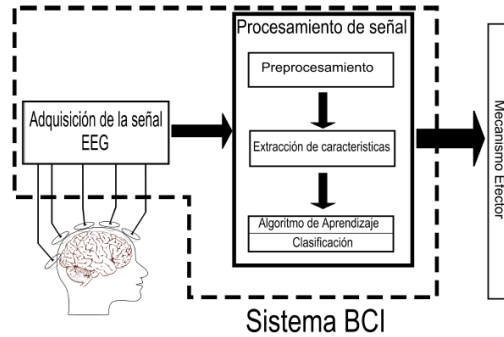 Procesamiento de señal
Preprocesamiento
Adquisición de la señal
EEG
Extracción de caracteristicas
Algoritmo de Aprendizaje
Clasificación
Mecanismo Efector
Sistema BCI